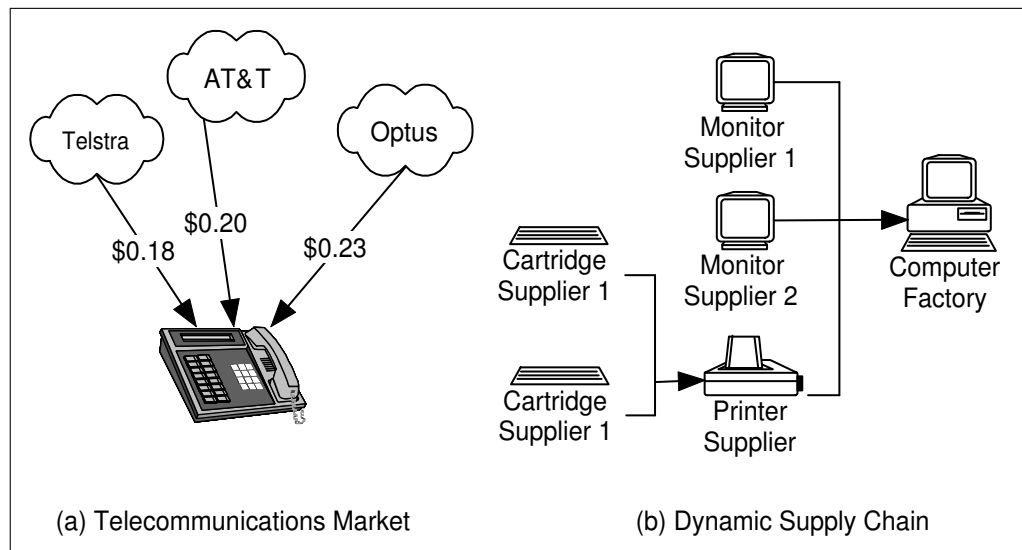 AT&T
Telstra
Optus
$0.18
$0.20
$0.23
(a) Telecommunications Market
Monitor
Supplier 1
Monitor
Supplier 2
Cartridge
Supplier 1
Cartridge
Supplier 1
Printer
Supplier
Computer
Factory
(b) Dynamic Supply Chain